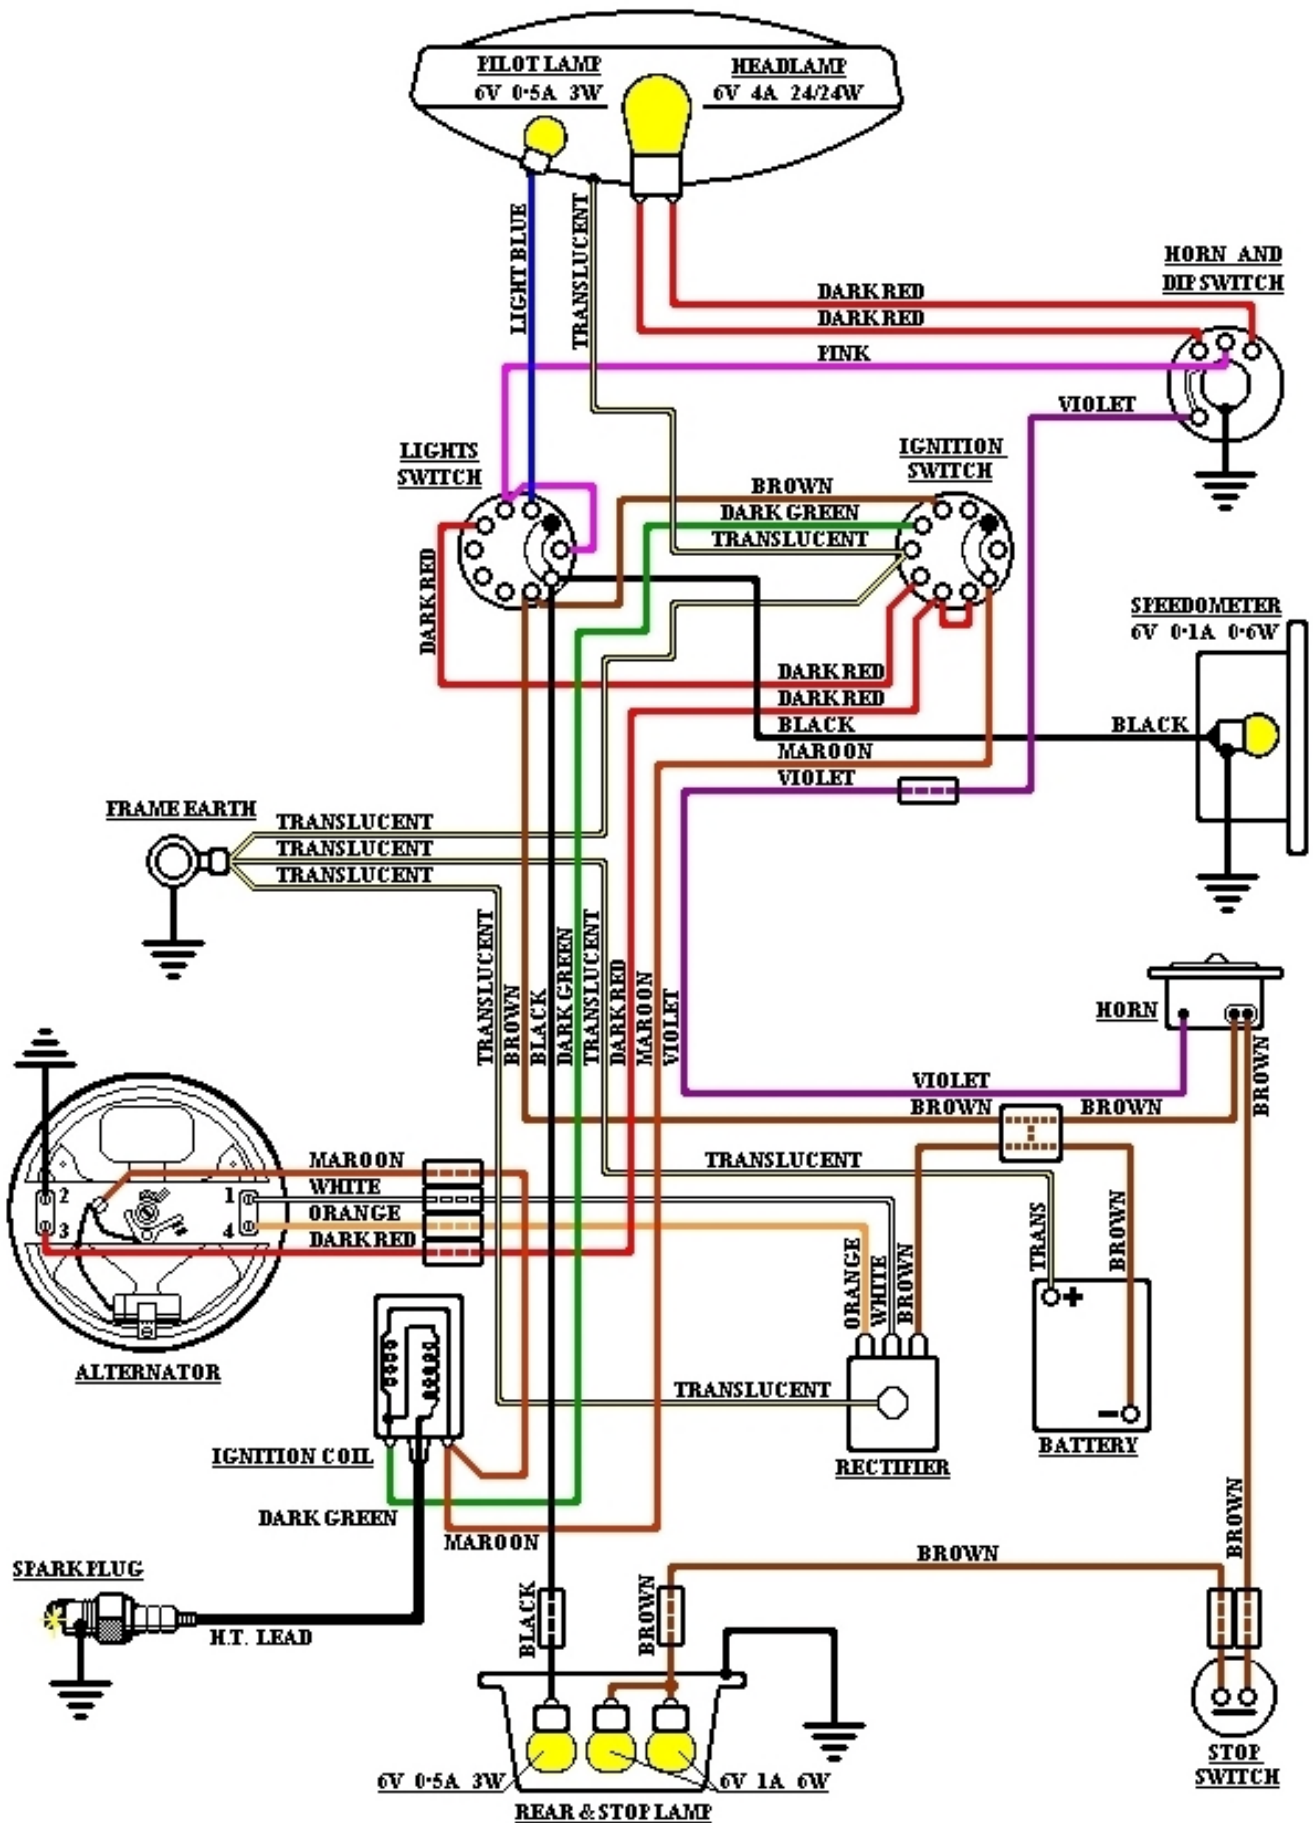 PILOT LAMP
6V 0·5A 3W
HEADLAMP
6V 4A 24/24W
LIGHT BLUE
TRANSLUCENT
HORN AND
DIPSWITCH
DARK RED
DARK RED
PINK
VIOLET
LIGHTS
SWITCH
IGNITION
SWITCH
BROWN
DARK GREEN
TRANSLUCENT
DARK RED
SPEEDOMETER
6V 0·1A 0·6W
DARK RED
DARK RED
BLACK
BLACK
MAROON
VIOLET
FRAME EARTH
TRANSLUCENT
TRANSLUCENT
TRANSLUCENT
TRANSLUCENT
BROWN
BLACK
DARK GREEN
TRANSLUCENT
DARK RED
MAROON
VIOLET
HORN
BROWN
VIOLET
BROWN
BROWN
MAROON
WHITE
ORANGE
DARK RED
2
3
1
4
TRANSLUCENT
ORANGE
WHITE
BROWN
TRANS
BROWN
+
−
ALTERNATOR
TRANSLUCENT
BATTERY
IGNITION COIL
RECTIFIER
DARK GREEN
MAROON
BROWN
BROWN
SPARK PLUG
H.T. LEAD
BLACK
BROWN
6V 0·5A 3W
6V 1A 6W
REAR & STOP LAMP
STOP
SWITCH